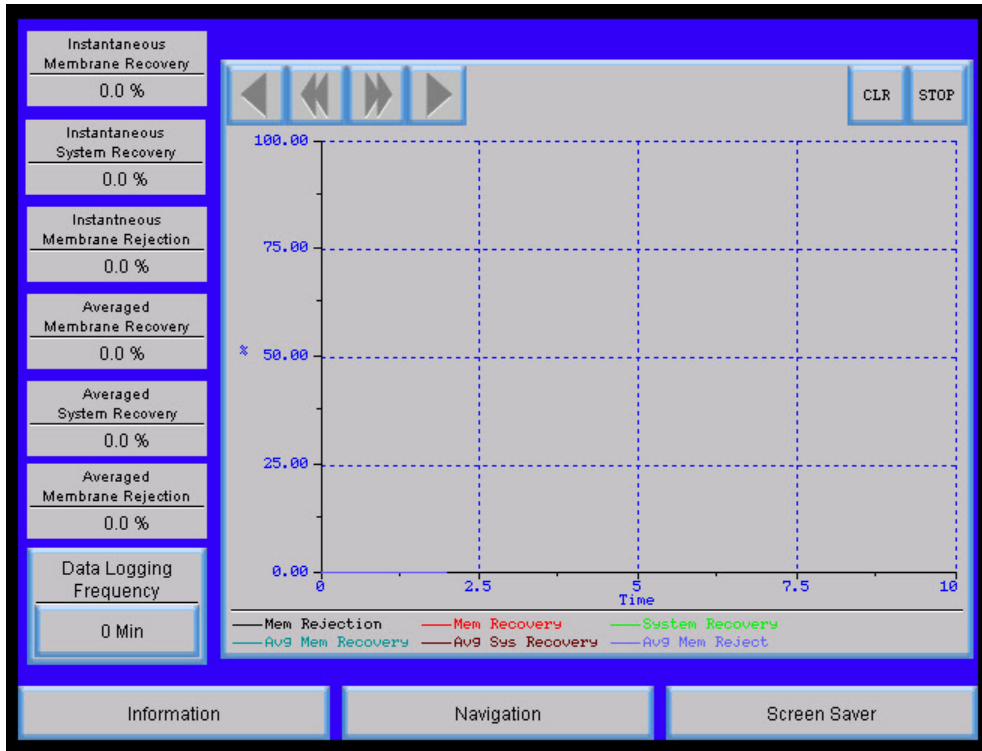 Instantaneous
Membrane Recovery
0.0 %
Instantaneous
System Recovery
0.0 %
Instantneous
Membrane Rejection
0.0 %
Averaged
Membrane Recovery
0.0 %
Averaged
System Recovery
0.0 %
Averaged
Membrane Rejection
0.0 %
Data Logging
Frequency
0 Min
CLR STOP
100.00
75.00
% 50.00
25.00
0.00
0 2.5 5 7.5 10
Time
Mem Rejection Mem Recovery System Recovery
Avg Mem Recovery Avg Sys Recovery Avg Mem Reject
Information Navigation Screen Saver